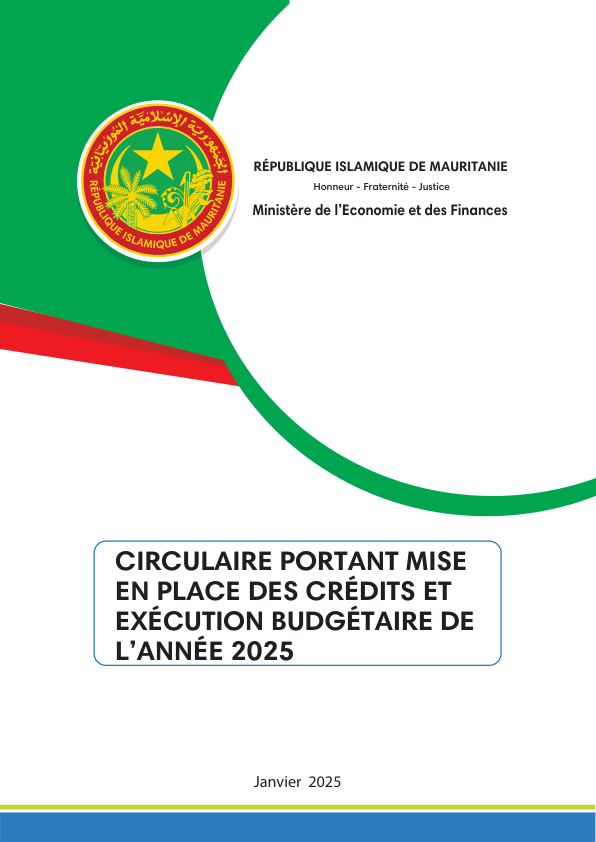 الجمهورية الإسلامية الموريتانية
RÉPUBLIQUE ISLAMIQUE DE MAURITANIE
RÉPUBLIQUE ISLAMIQUE DE MAURITANIE
Honneur - Fraternité - Justice
Ministère de l'Economie et des Finances
CIRCULAIRE PORTANT MISE
EN PLACE DES CRÉDITS ET
EXÉCUTION BUDGÉTAIRE DE
L'ANNÉE 2025
Janvier 2025